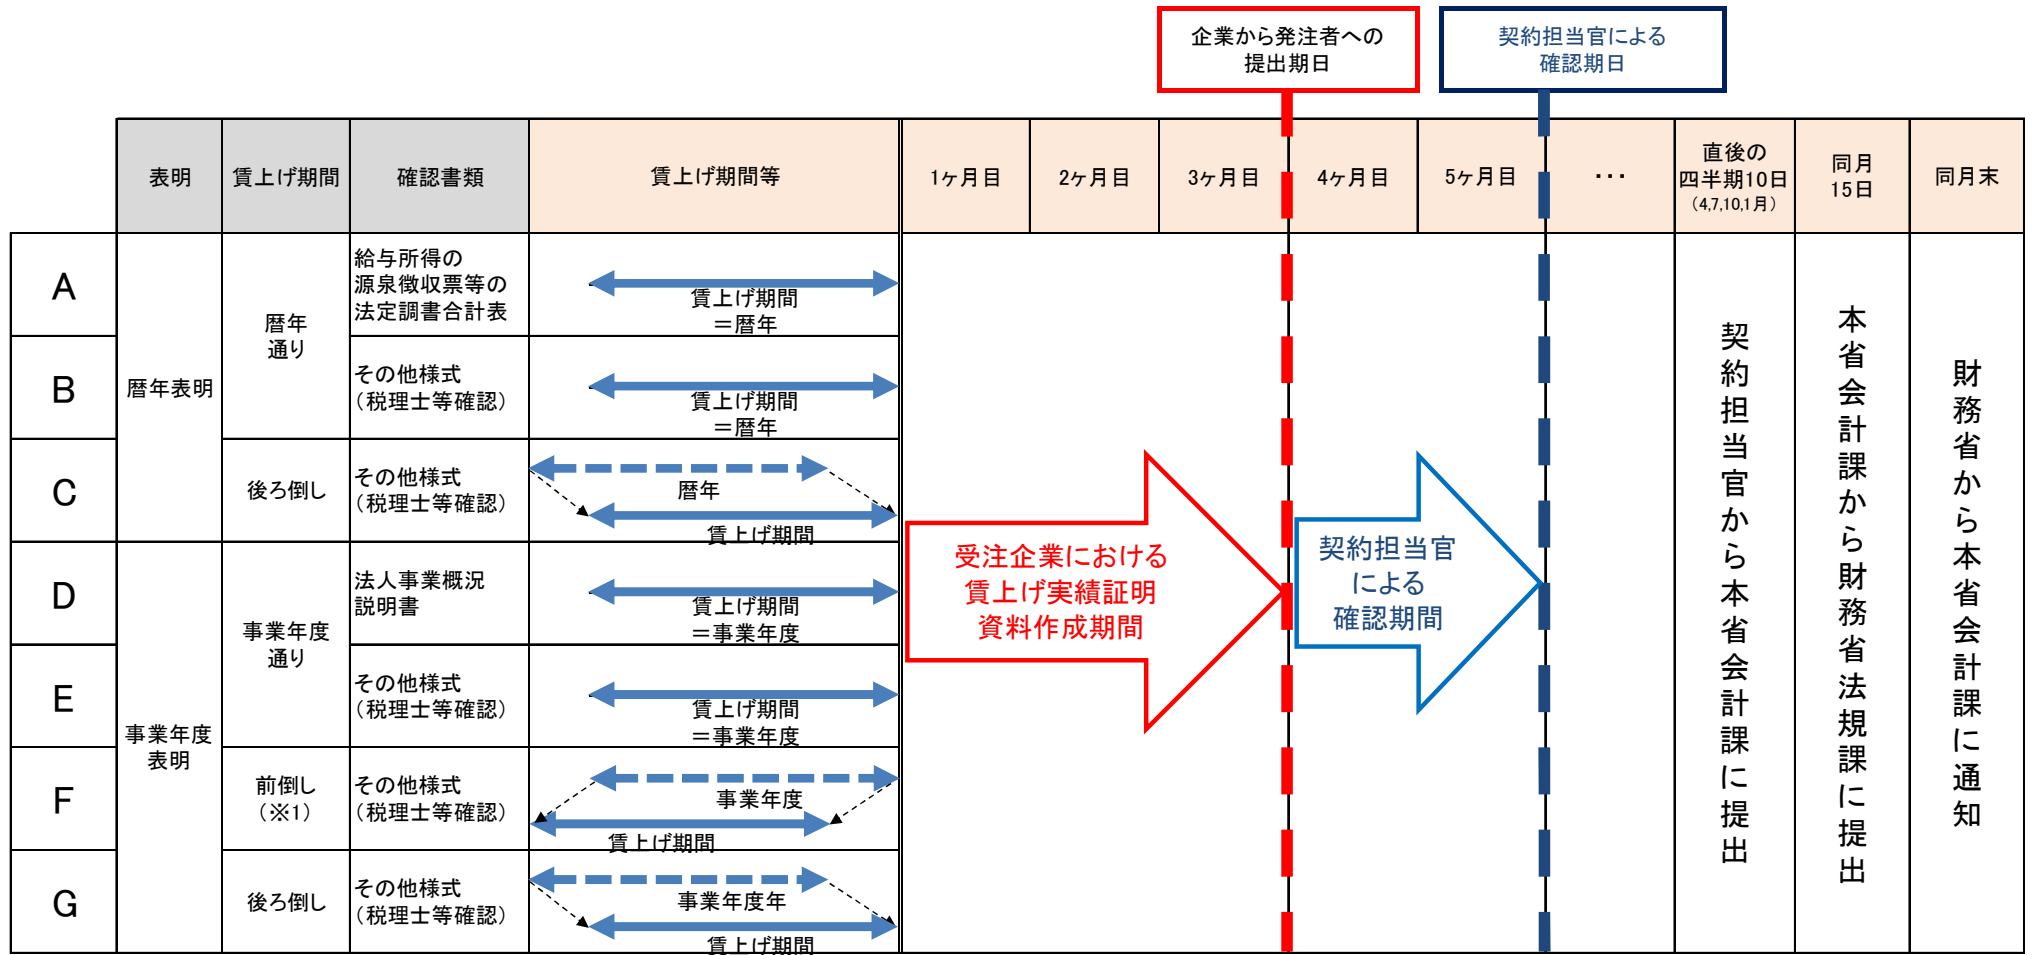 企業から発注者への
提出期日
契約担当官による
確認期日
表明
賃上げ期間
確認書類
賃上げ期間等
1ヶ月目
2ヶ月目
3ヶ月目
4ヶ月目
5ヶ月目
･･･
直後の
四半期10日
（4,7,10,1月）
同月
15日
同月末
A
暦年表明
暦年
通り
給与所得の
源泉徴収票等の
法定調書合計表
賃上げ期間
＝暦年
B
その他様式
（税理士等確認）
賃上げ期間
＝暦年
C
後ろ倒し
その他様式
（税理士等確認）
暦年
賃上げ期間
D
事業年度
表明
事業年度
通り
法人事業概況
説明書
賃上げ期間
＝事業年度
E
その他様式
（税理士等確認）
賃上げ期間
＝事業年度
F
前倒し
（※1）
その他様式
（税理士等確認）
事業年度
賃上げ期間
G
後ろ倒し
その他様式
（税理士等確認）
事業年度年
賃上げ期間
受注企業における
賃上げ実績証明
資料作成期間
契約担当官
による
確認期間
契約担当官から本省会計課に提出
本省会計課から財務省法規課に提出
財務省から本省会計課に通知